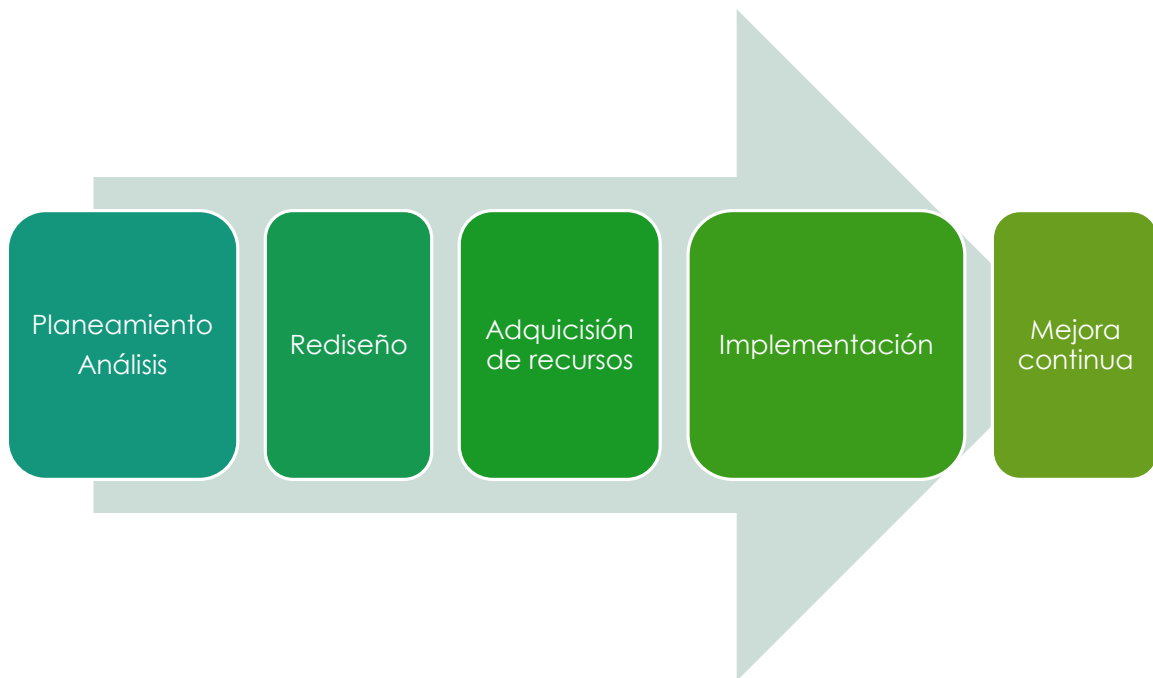 Planeamiento
Análisis
Rediseño
Adquicisión
de recursos
Implementación
Mejora
continua